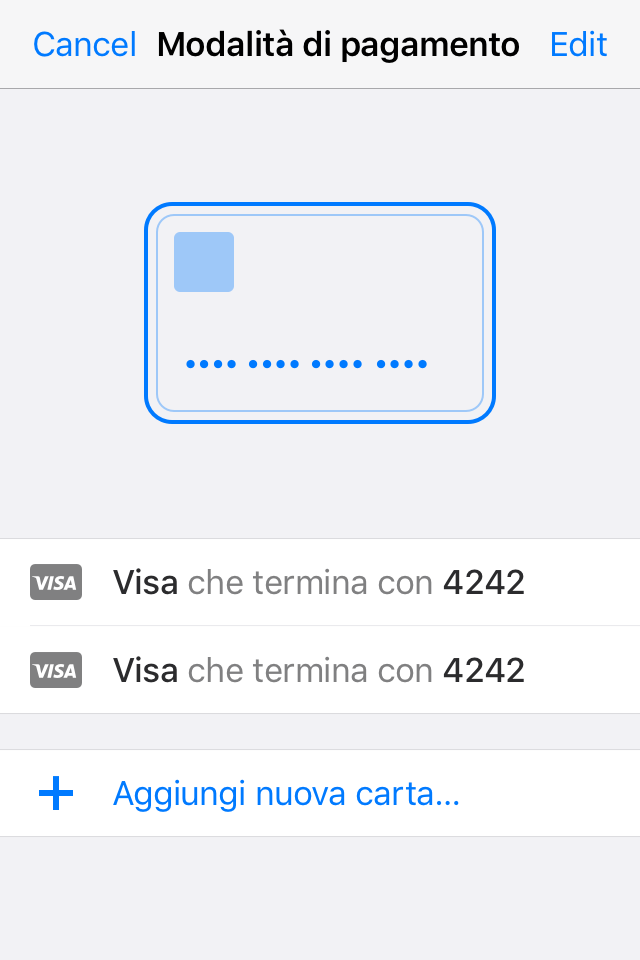 Cancel Modalità di pagamento Edit
•••• •••• •••• ••••
VISA Visa che termina con 4242
VISA Visa che termina con 4242
+ Aggiungi nuova carta...